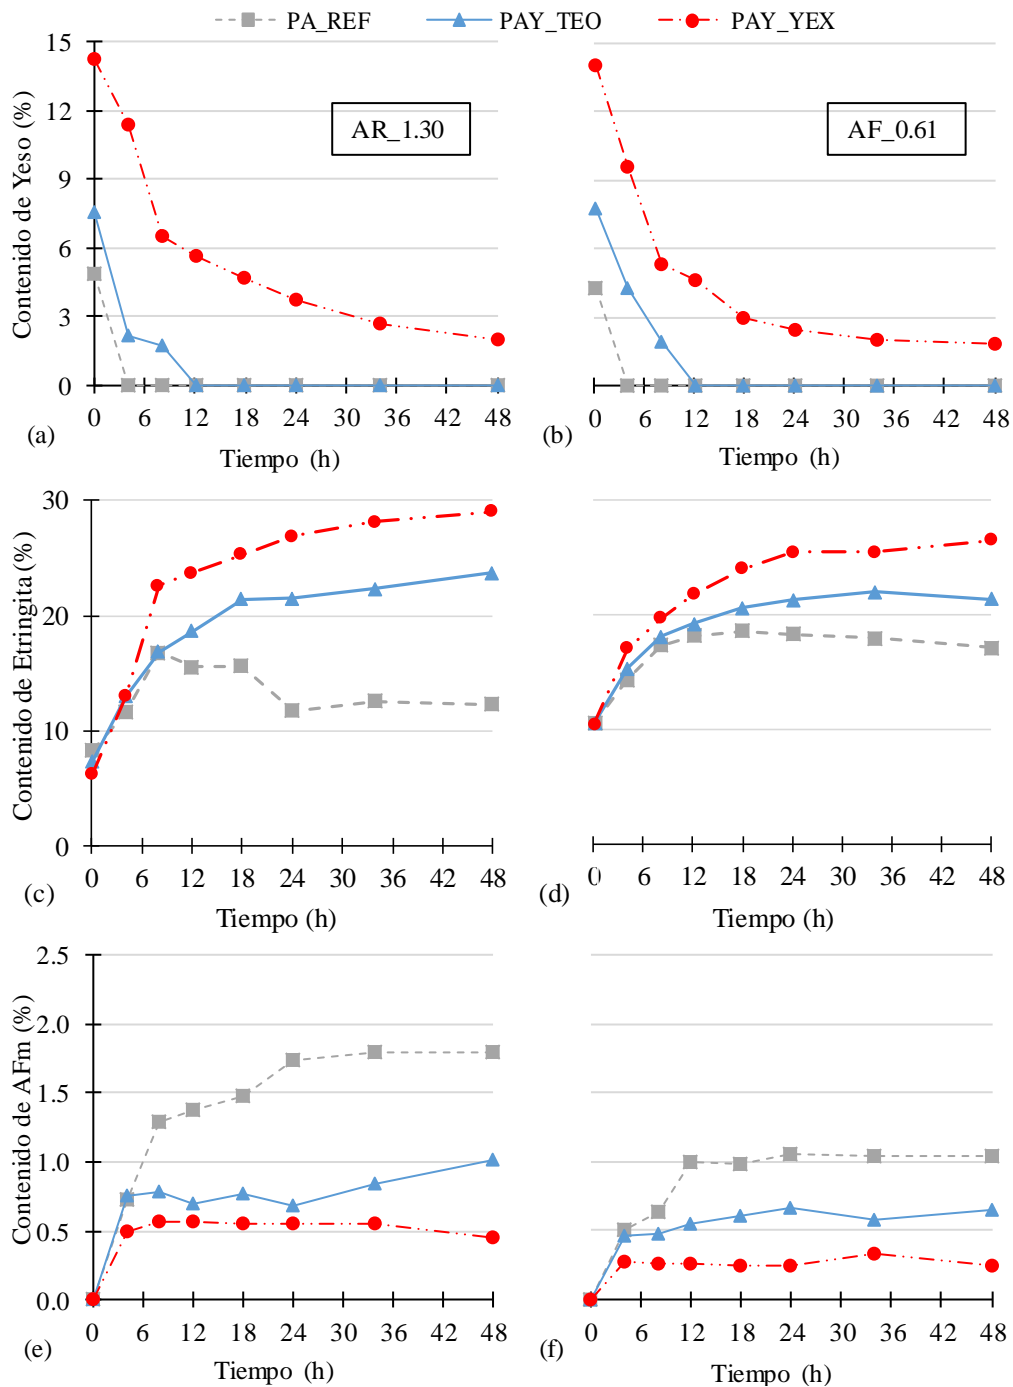 PA_REF PAY_TEO PAY_YEX
Contenido de Yeso (%)
15
12
9
6
3
0
AR_1.30
0 6 12 18 24 30 36 42 48
(a)
Tiempo (h)
AF_0.61
0 6 12 18 24 30 36 42 48
(b)
Tiempo (h)
Contenido de Etringita (%)
30
20
10
0
0 6 12 18 24 30 36 42 48
(c)
Tiempo (h)
0 6 12 18 24 30 36 42 48
(d)
Tiempo (h)
Contenido de AFm (%)
2.5
2.0
1.5
1.0
0.5
0.0
0 6 12 18 24 30 36 42 48
(e)
Tiempo (h)
0 6 12 18 24 30 36 42 48
(f)
Tiempo (h)